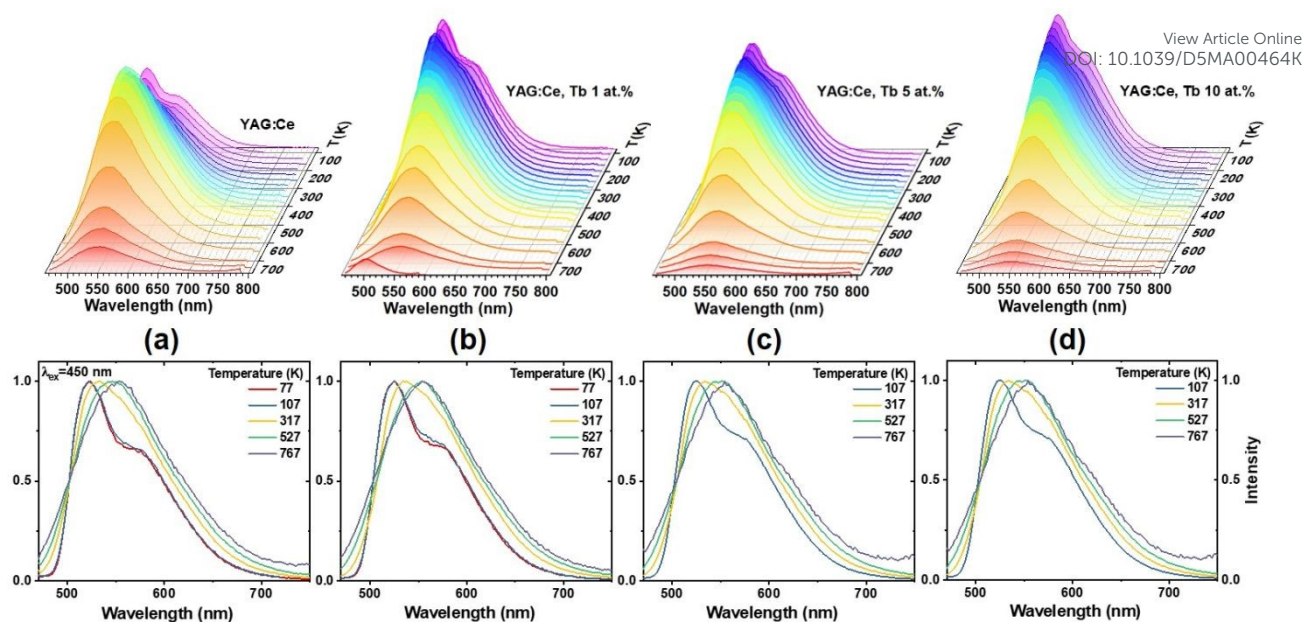 View Article Online
DOI: 10.1039/D5MA00464K
YAG:Ce
T(K)
100
200
300
400
500
600
700
500 550 600 650 700 750 800
Wavelength (nm)
YAG:Ce, Tb 1 at.%
T(K)
100
200
300
400
500
600
700
500 550 600 650 700 750 800
Wavelength (nm)
YAG:Ce, Tb 5 at.%
T(K)
100
200
300
400
500
600
700
500 550 600 650 700 750 800
Wavelength (nm)
YAG:Ce, Tb 10 at.%
T(K)
100
200
300
400
500
600
700
500 550 600 650 700 750 800
Wavelength (nm)
(a)
(b)
(c)
(d)
λex=450 nm
Temperature (K)
77
107
317
527
767
1.0
0.5
0.0
500 600 700
Wavelength (nm)
Temperature (K)
77
107
317
527
767
1.0
0.5
0.0
500 600 700
Wavelength (nm)
Temperature (K)
107
317
527
767
1.0
0.5
0.0
500 600 700
Wavelength (nm)
Temperature (K)
107
317
527
767
1.0
0.5
0.0
Intensity
500 600 700
Wavelength (nm)